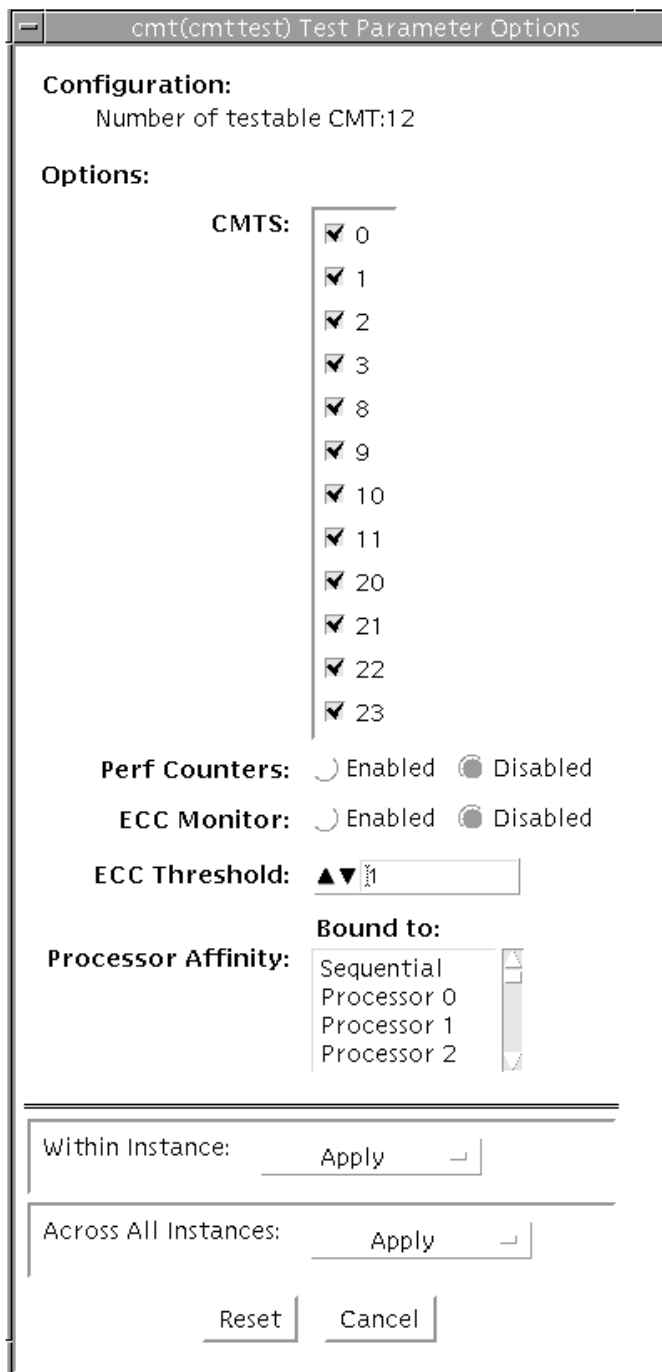 cmt(cmttest) Test Parameter Options
Configuration:
Number of testable CMT:12
Options:
CMTS:
0
1
2
3
8
9
10
11
20
21
22
23
Perf Counters: Enabled Disabled
ECC Monitor: Enabled Disabled
ECC Threshold: 1
Bound to:
Processor Affinity:
Sequential
Processor 0
Processor 1
Processor 2
Within Instance: Apply
Across All Instances: Apply
Reset Cancel